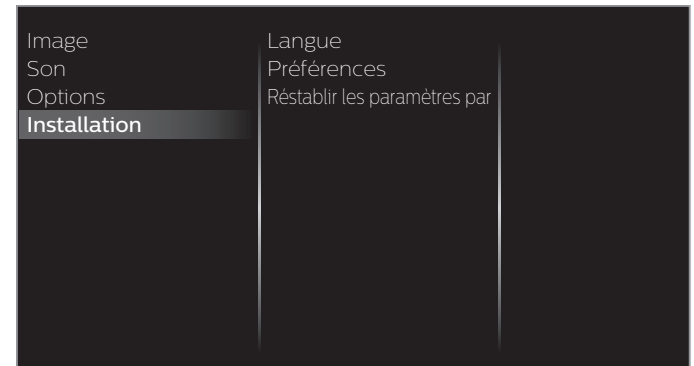 Image
Son
Options
Installation
Langue
Préférences
Réstablir les paramètres par